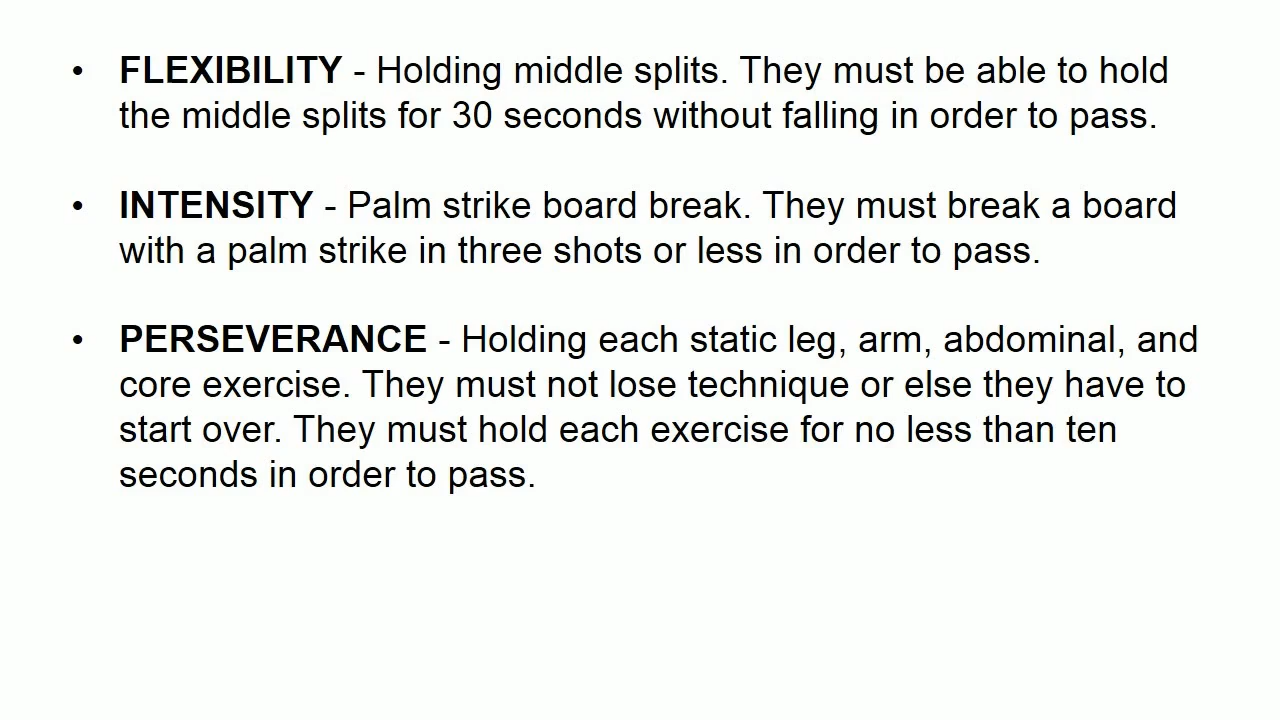 • FLEXIBILITY - Holding middle splits. They must be able to hold
the middle splits for 30 seconds without falling in order to pass.
• INTENSITY - Palm strike board break. They must break a board
with a palm strike in three shots or less in order to pass.
• PERSEVERANCE - Holding each static leg, arm, abdominal, and
core exercise. They must not lose technique or else they have to
start over. They must hold each exercise for no less than ten
seconds in order to pass.